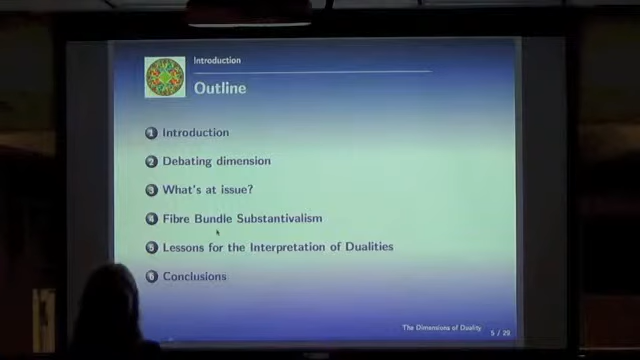 Introduction
Outline
1 Introduction
2 Debating dimension
3 What's at issue?
4 Fibre Bundle Substantivalism
5 Lessons for the Interpretation of Dualities
6 Conclusions
The Dimensions of Duality
5 / 29